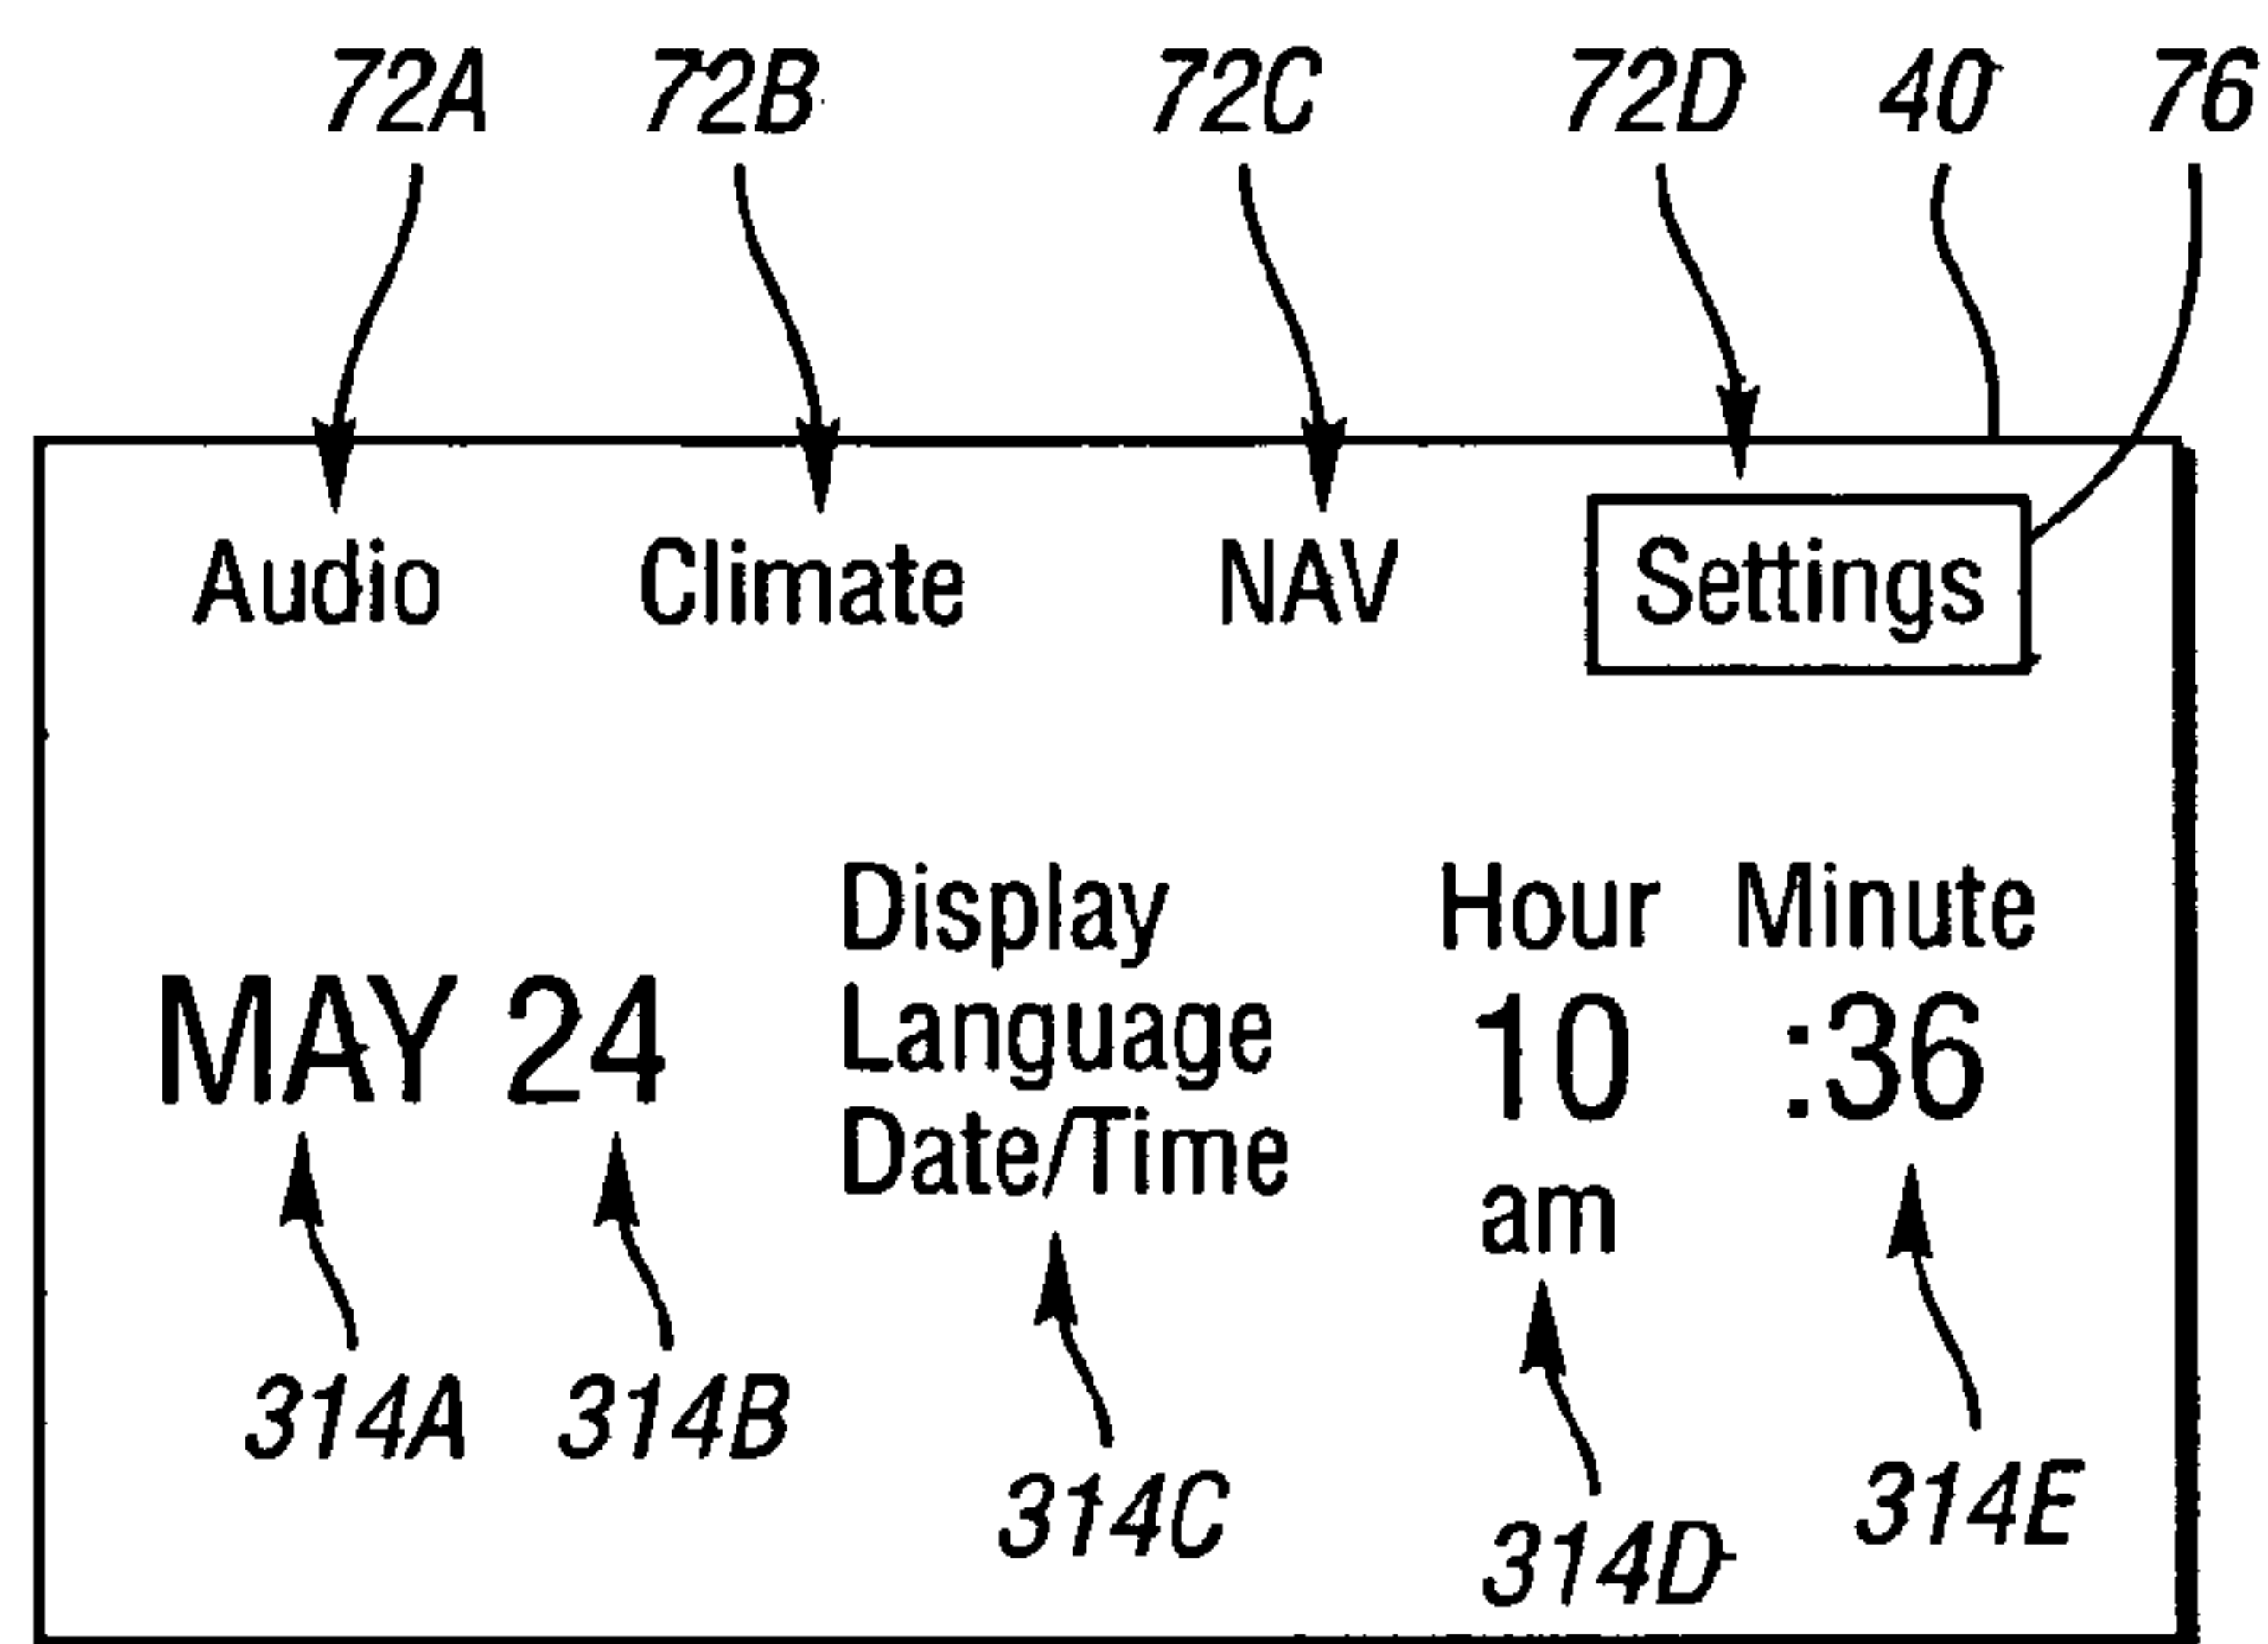 72A 72B 72C 72D 40 76
Audio Climate NAV Settings
Display Hour Minute
MAY 24 Language 10 :36
Date/Time am
314A 314B 314C 314D 314E